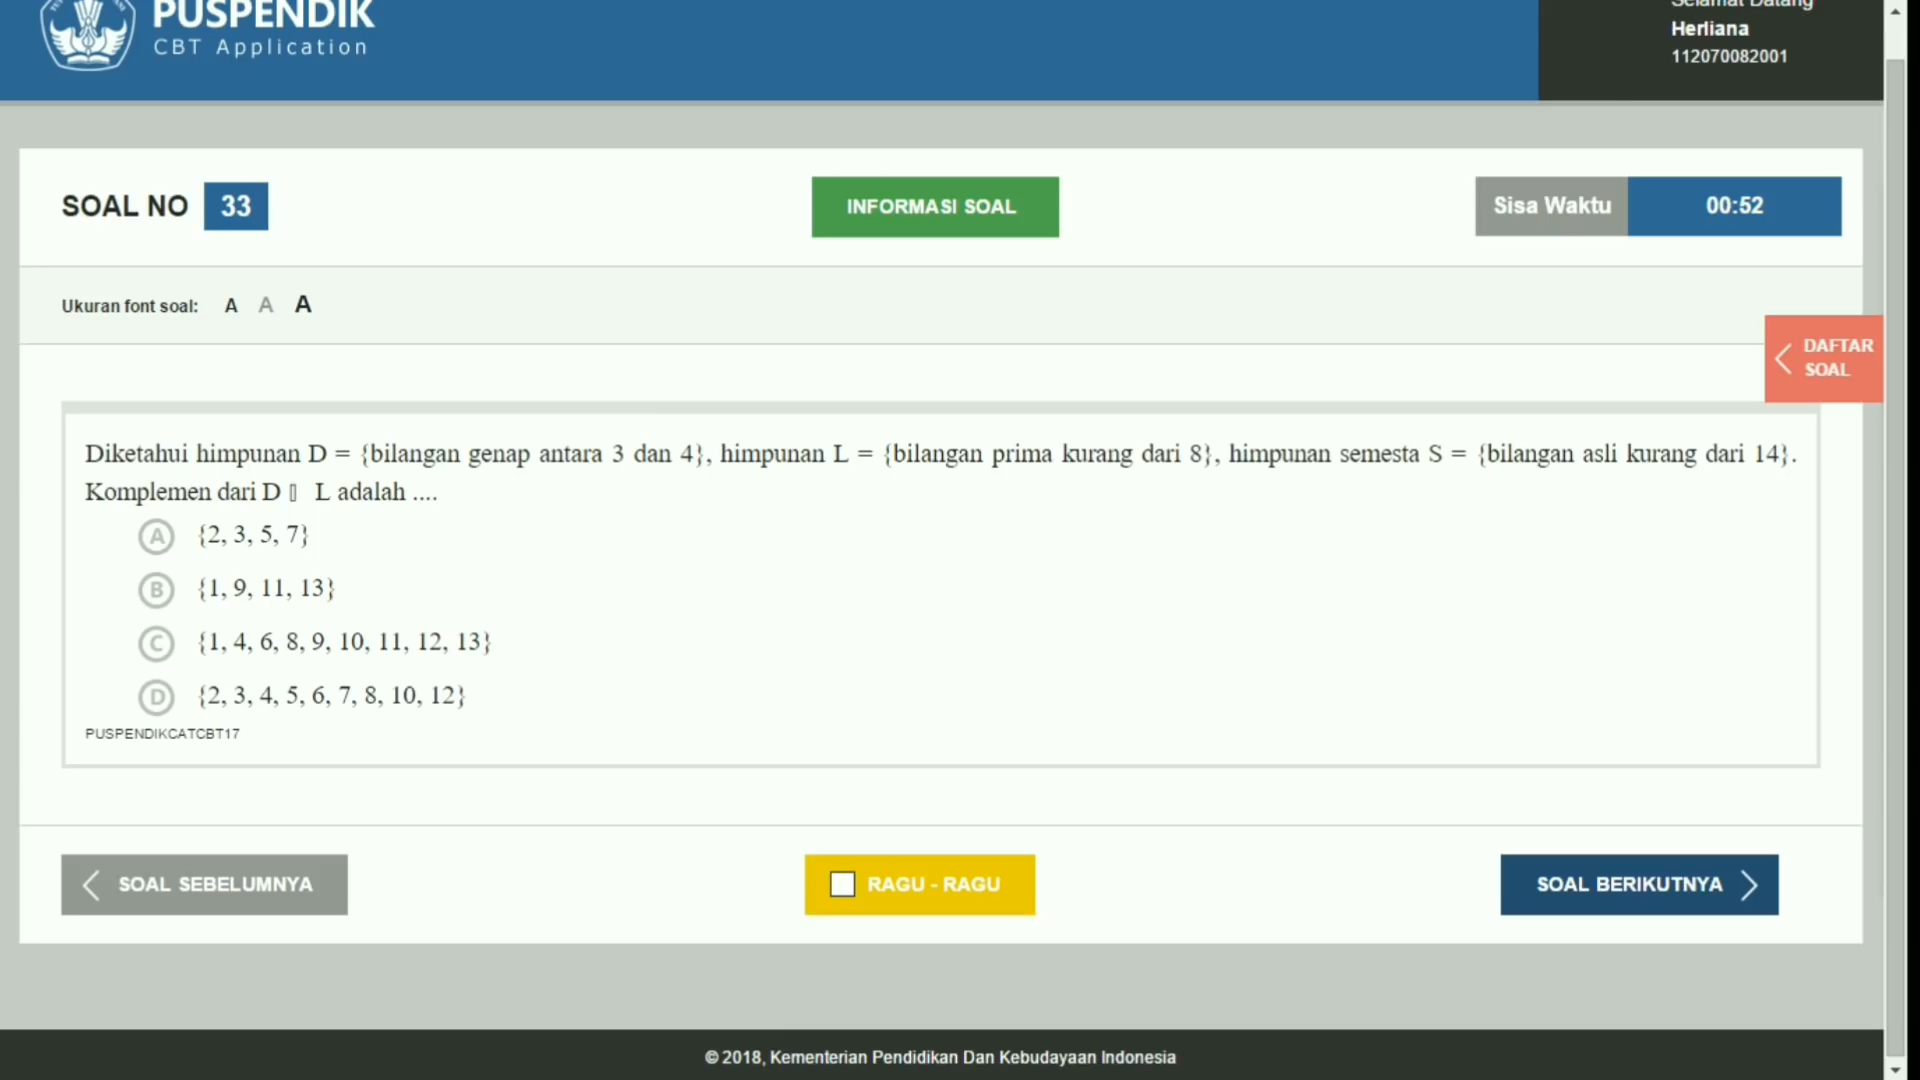 PUSPENDIK
CBT Application
Selamat Datang
Herliana
112070082001
SOAL NO 33
INFORMASI SOAL
Sisa Waktu 00:52
Ukuran font soal: A A A
DAFTAR
SOAL
Diketahui himpunan D = {bilangan genap antara 3 dan 4}, himpunan L = {bilangan prima kurang dari 8}, himpunan semesta S = {bilangan asli kurang dari 14}.
Komplemen dari D ▯ L adalah ....
A {2, 3, 5, 7}
B {1, 9, 11, 13}
C {1, 4, 6, 8, 9, 10, 11, 12, 13}
D {2, 3, 4, 5, 6, 7, 8, 10, 12}
PUSPENDIKCATCBT17
SOAL SEBELUMNYA
RAGU - RAGU
SOAL BERIKUTNYA
© 2018, Kementerian Pendidikan Dan Kebudayaan Indonesia